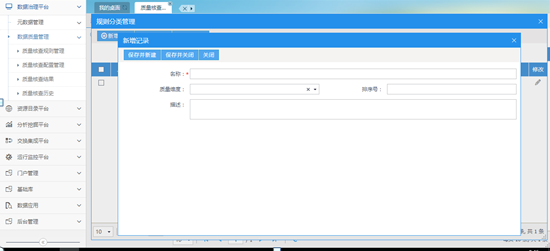 数据治理平台
元数据管理
数据质量管理
质量核查规则管理
质量核查配置管理
质量核查结果
质量核查历史
资源目录平台
分析挖掘平台
交换集成平台
运行监控平台
门户管理
基础库
数据应用
后台管理
我的桌面
质量核查...
规则分类管理
新增记录
保存并新建 保存并关闭 关闭
名称：*
质量维度： 排序号：
描述：
修改
10
共 1 条